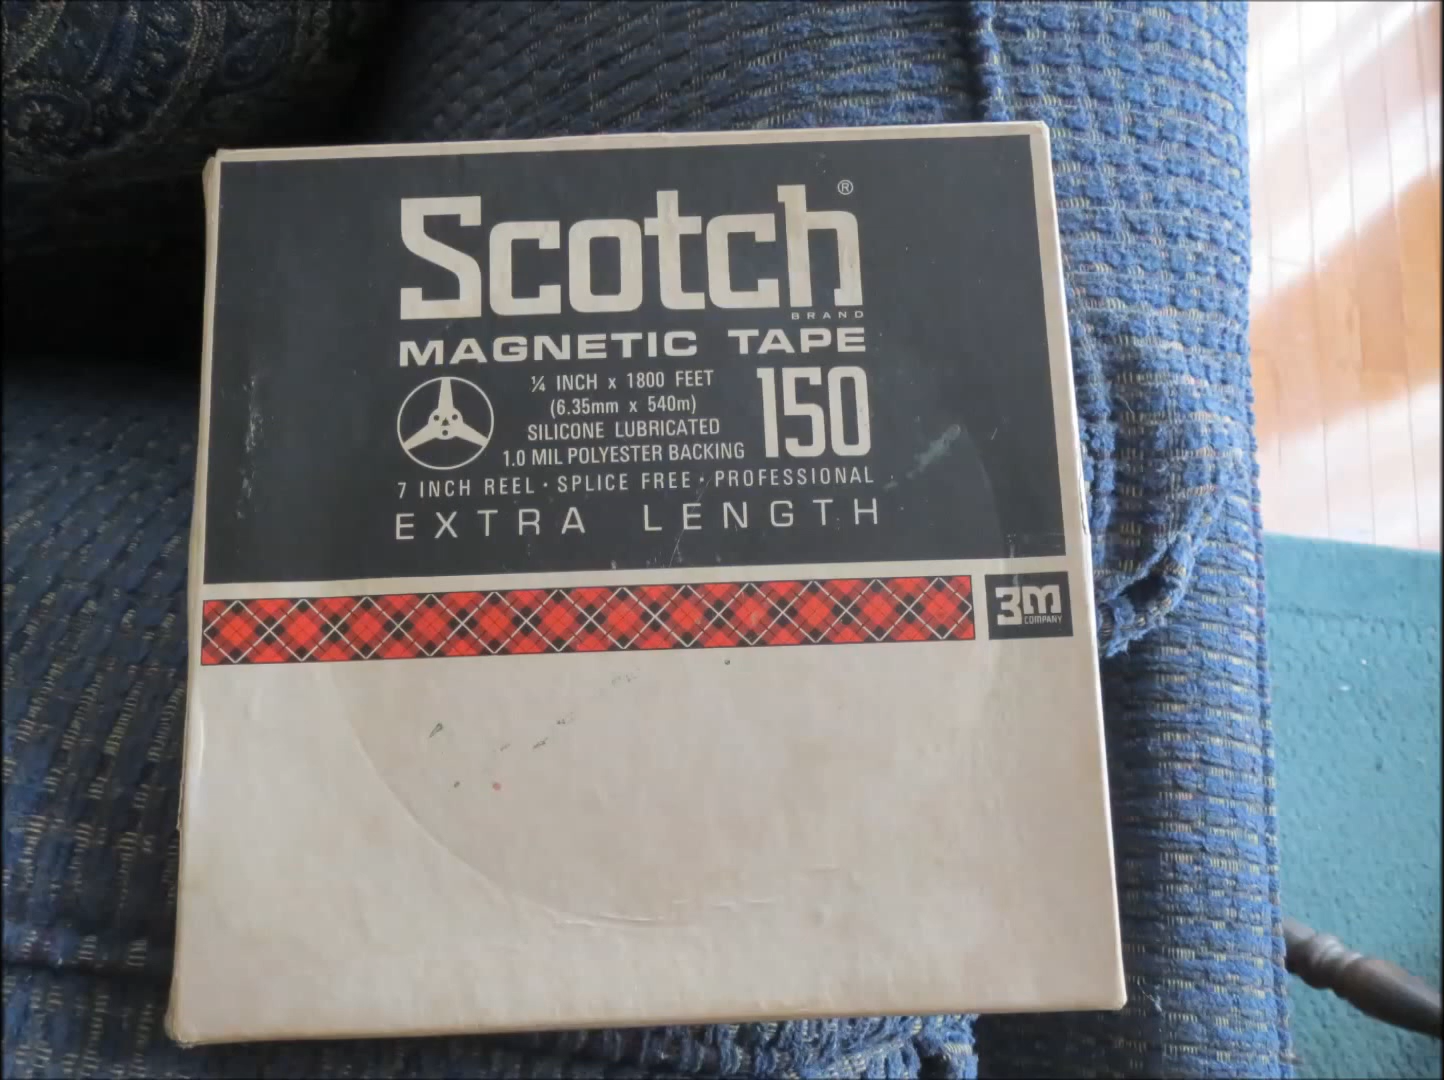 Scotch®
BRAND
MAGNETIC TAPE
¼ INCH x 1800 FEET
(6.35mm x 540m)
SILICONE LUBRICATED
1.0 MIL POLYESTER BACKING
150
7 INCH REEL · SPLICE FREE · PROFESSIONAL
EXTRA LENGTH
3M
COMPANY